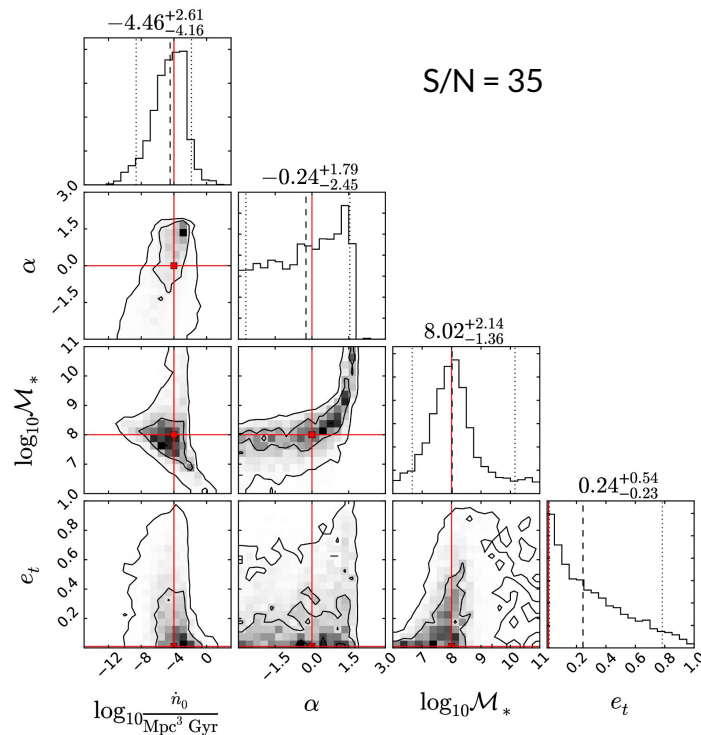 −4.46 +2.61 −4.16
S/N = 35
3.0
−0.24 +1.79 −2.45
1.5
α
0.0
−1.5
11
8.02 +2.14 −1.36
10
log₁₀ℳ∗
9
8
7
1.0
0.24 +0.54 −0.23
0.8
0.6
e_t
0.4
0.2
−12 −8 −4 0
−1.5 0.0 1.5 3.0
6 7 8 9 10 11
0.2 0.4 0.6 0.8 1.0
log₁₀ ṅ₀ / Mpc³ Gyr
α
log₁₀ℳ∗
e_t